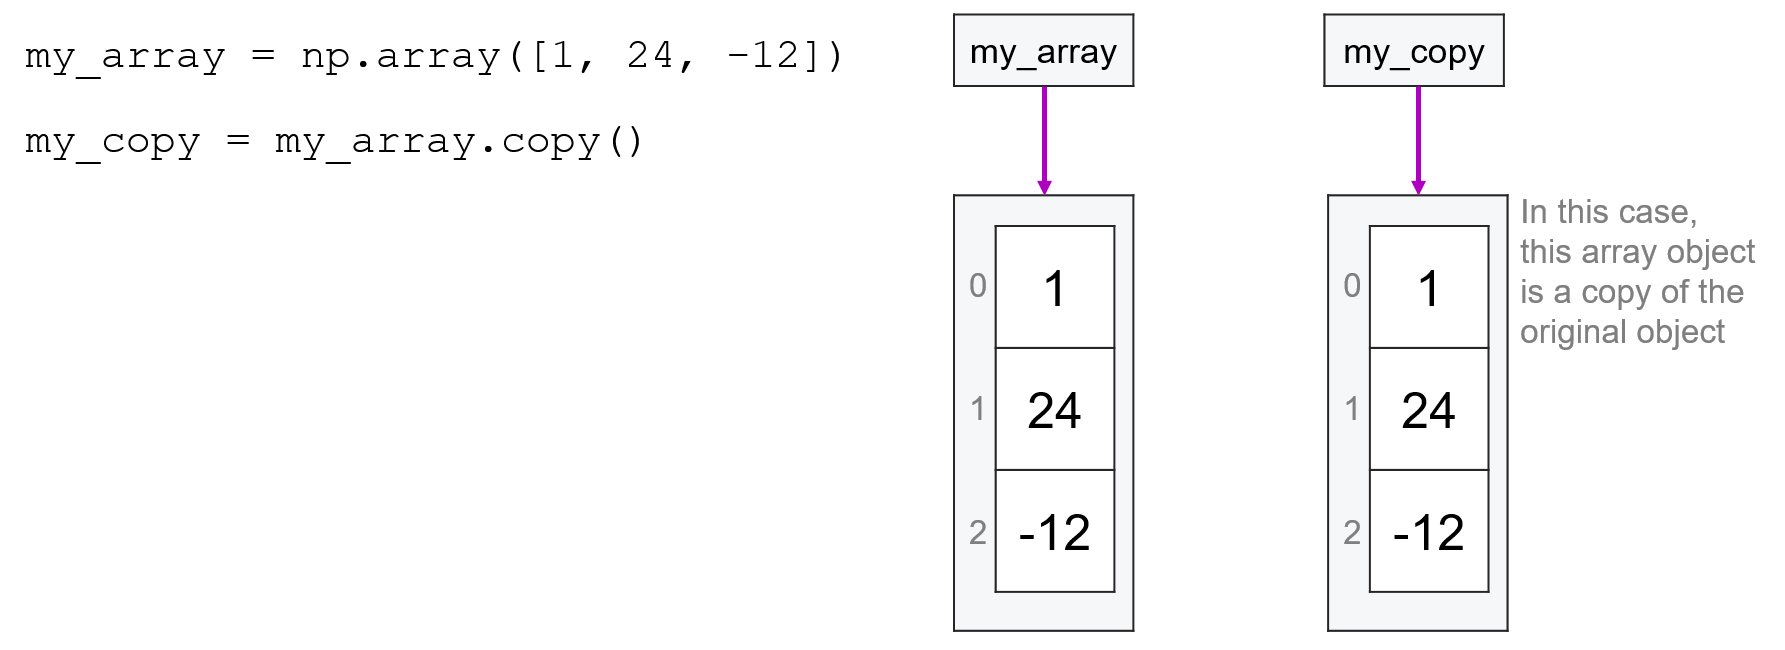 my_array = np.array([1, 24, -12])
my_copy = my_array.copy()
my_array
0 1
1 24
2 -12
my_copy
0 1
1 24
2 -12
In this case,
this array object
is a copy of the
original object